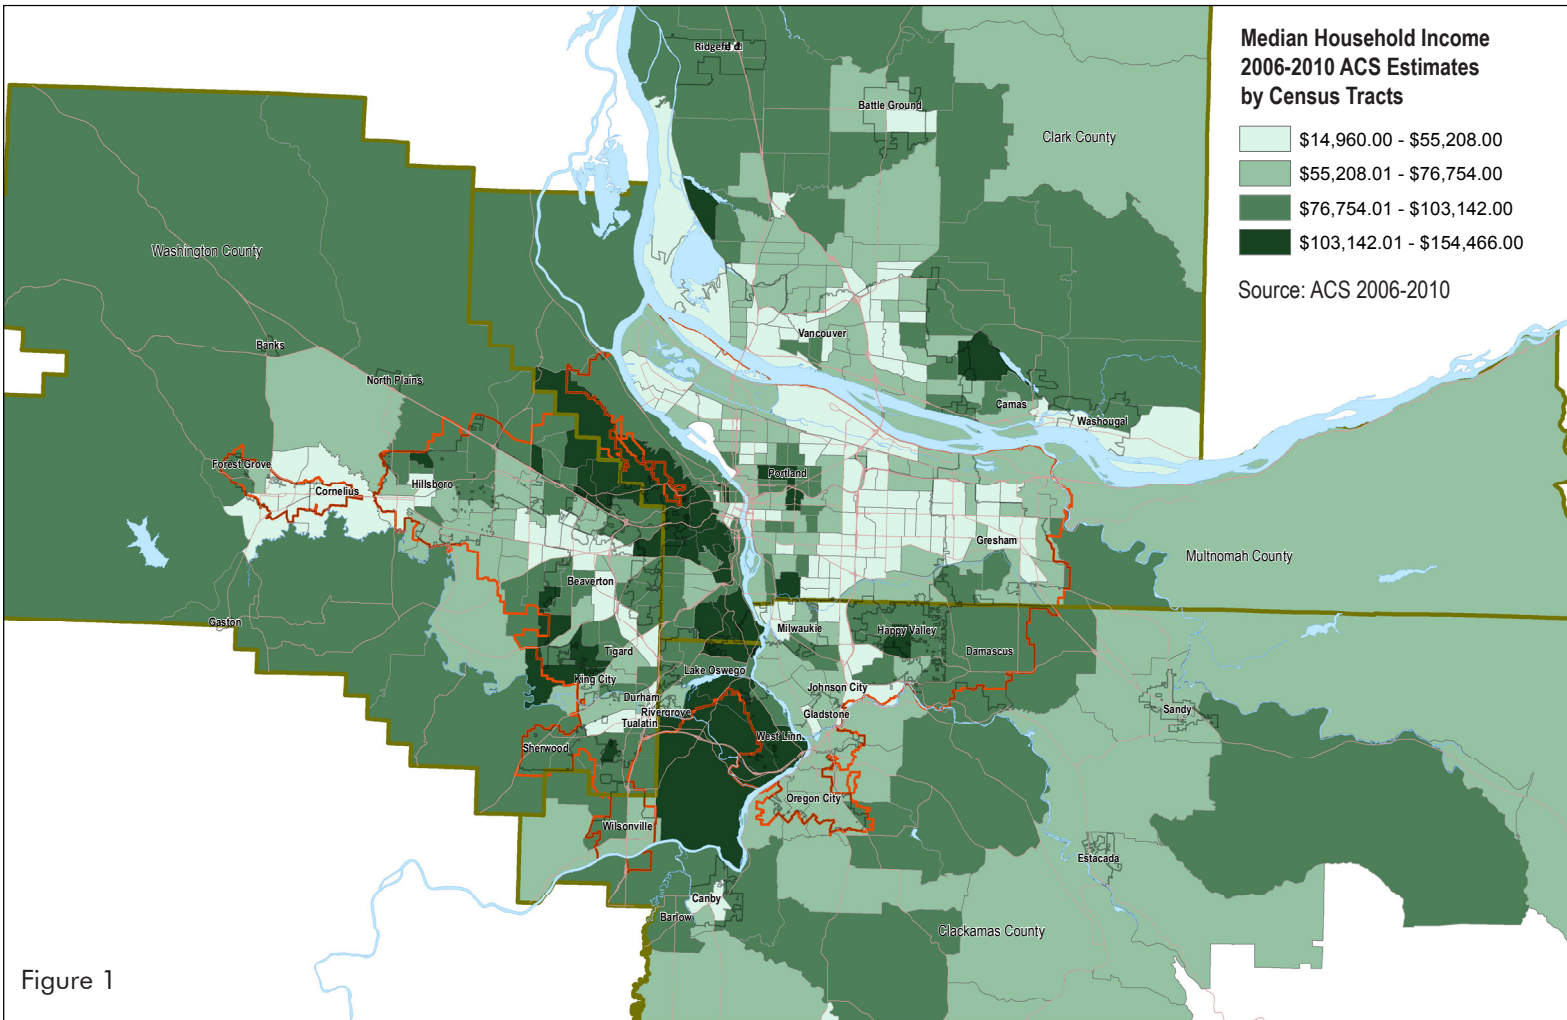 Median Household Income
2006-2010 ACS Estimates
by Census Tracts
$14,960.00 - $55,208.00
$55,208.01 - $76,754.00
$76,754.01 - $103,142.00
$103,142.01 - $154,466.00
Source: ACS 2006-2010
Ridgefield
Battle Ground
Clark County
Washington County
Vancouver
Banks
North Plains
Camas
Washougal
Forest Grove
Cornelius
Hillsboro
Portland
Gresham
Multnomah County
Beaverton
Gaston
Milwaukie
Happy Valley
Tigard
Damascus
Lake Oswego
King City
Johnson City
Durham
Rivergrove
Gladstone
Sandy
Tualatin
West Linn
Sherwood
Oregon City
Wilsonville
Estacada
Canby
Barlow
Clackamas County
Figure 1